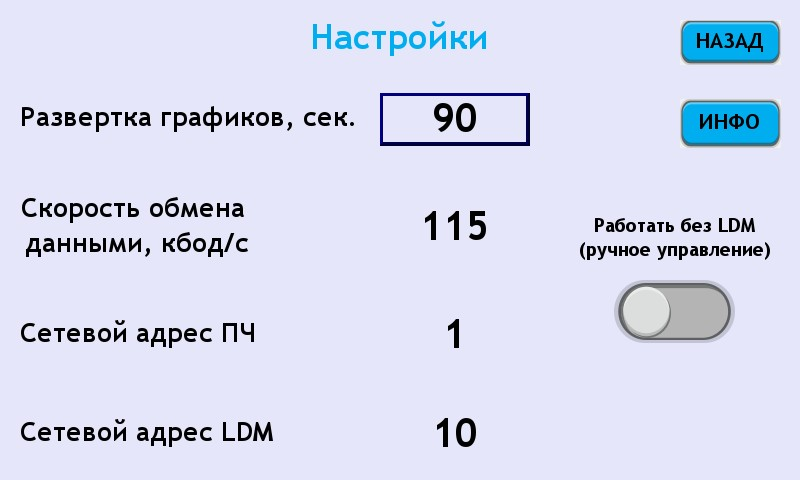 Настройки
НАЗАД
Развертка графиков, сек.
90
ИНФО
Скорость обмена
данными, кбод/с
115
Работать без LDM
(ручное управление)
Сетевой адрес ПЧ
1
Сетевой адрес LDM
10